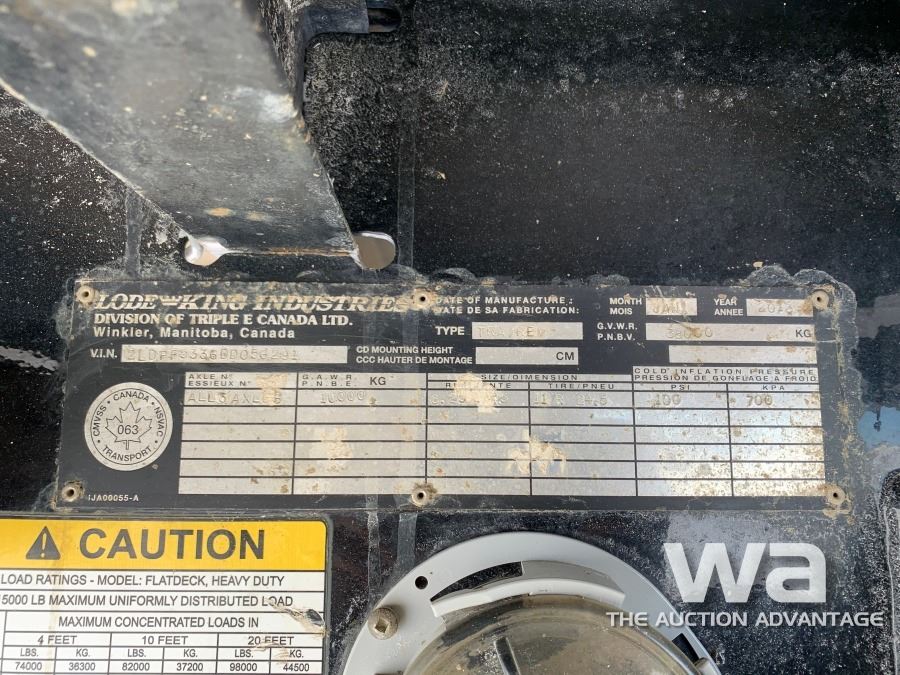 LODE KING INDUSTRIES
DIVISION OF TRIPLE E CANADA LTD.
Winkler, Manitoba, Canada
DATE OF MANUFACTURE :
DATE DE SA FABRICATION:
MONTH
MOIS
JAN
YEAR
ANNEE
TYPE
G.V.W.R.
P.N.B.V.
KG
V.I.N.
CD MOUNTING HEIGHT
CCC HAUTER DE MONTAGE
CM
AXLE N°
ESSIEUX N°
G.A.W.R.
P.N.B.E.
KG
SIZE/DIMENSION
TIRE/PNEU
COLD INFLATION PRESSURE
PRESSION DE GONFLAGE A FROID
PSI
KPA
10000
11R 24.5
100
700
CANADA
CMVSS
NSVAC
063
TRANSPORT
JA00055-A
CAUTION
LOAD RATINGS - MODEL: FLATDECK, HEAVY DUTY
5000 LB MAXIMUM UNIFORMLY DISTRIBUTED LOAD
MAXIMUM CONCENTRATED LOADS IN
4 FEET 10 FEET 20 FEET
LBS. KG. LBS. KG. LBS. KG.
74000 36300 82000 37200 98000 44500
wa
THE AUCTION ADVANTAGE